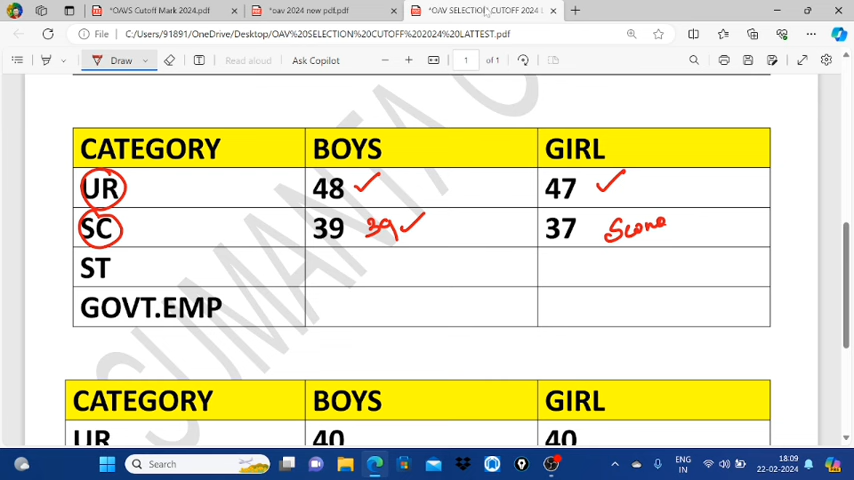 *OAVS Cutoff Mark 2024.pdf
*oav 2024 new pdf.pdf
*OAV SELECTION CUTOFF 2024 L
File C:/Users/91891/OneDrive/Desktop/OAV%20SELECTION%20CUTOFF%202024%20LATTEST.pdf
Draw Read aloud Ask Copilot 1 of 1
CATEGORY BOYS GIRL
UR 48 47
SC 39 39 37 Score
ST
GOVT.EMP
SUMANTA
CATEGORY BOYS GIRL
UR 40 40
Search ENG IN 18:09 22-02-2024